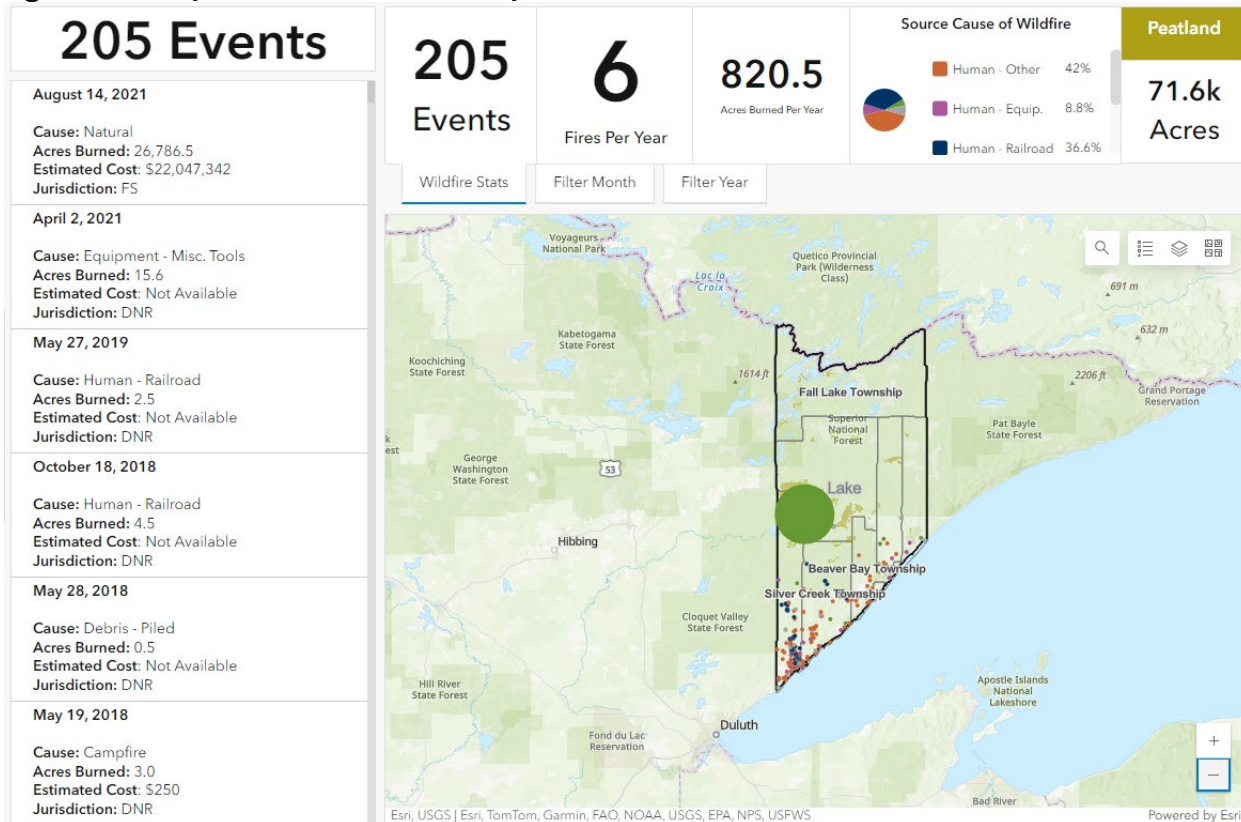 205 Events
August 14, 2021
Cause: Natural
Acres Burned: 26,786.5
Estimated Cost: $22,047,342
Jurisdiction: FS
April 2, 2021
Cause: Equipment - Misc. Tools
Acres Burned: 15.6
Estimated Cost: Not Available
Jurisdiction: DNR
May 27, 2019
Cause: Human - Railroad
Acres Burned: 2.5
Estimated Cost: Not Available
Jurisdiction: DNR
October 18, 2018
Cause: Human - Railroad
Acres Burned: 4.5
Estimated Cost: Not Available
Jurisdiction: DNR
May 28, 2018
Cause: Debris - Piled
Acres Burned: 0.5
Estimated Cost: Not Available
Jurisdiction: DNR
May 19, 2018
Cause: Campfire
Acres Burned: 3.0
Estimated Cost: $250
Jurisdiction: DNR
205
Events
6
Fires Per Year
820.5
Acres Burned Per Year
Source Cause of Wildfire
Human - Other 42%
Human - Equip. 8.8%
Human - Railroad 36.6%
Peatland
71.6k
Acres
Wildfire Stats
Filter Month
Filter Year
Voyageurs
National Park
Lac la
Croix
Quetico Provincial
Park (Wilderness
Class)
691 m
632 m
Kabetogama
State Forest
Koochiching
State Forest
1614 ft
2206 ft
Grand Portage
Reservation
Fall Lake Township
Superior
National
Forest
Pat Bayle
State Forest
George
Washington
State Forest
53
Lake
Hibbing
Beaver Bay Township
Silver Creek Township
Cloquet Valley
State Forest
Hill River
State Forest
Apostle Islands
National
Lakeshore
Duluth
Fond du Lac
Reservation
Bad River
+
−
Esri, USGS | Esri, TomTom, Garmin, FAO, NOAA, USGS, EPA, NPS, USFWS
Powered by Esri